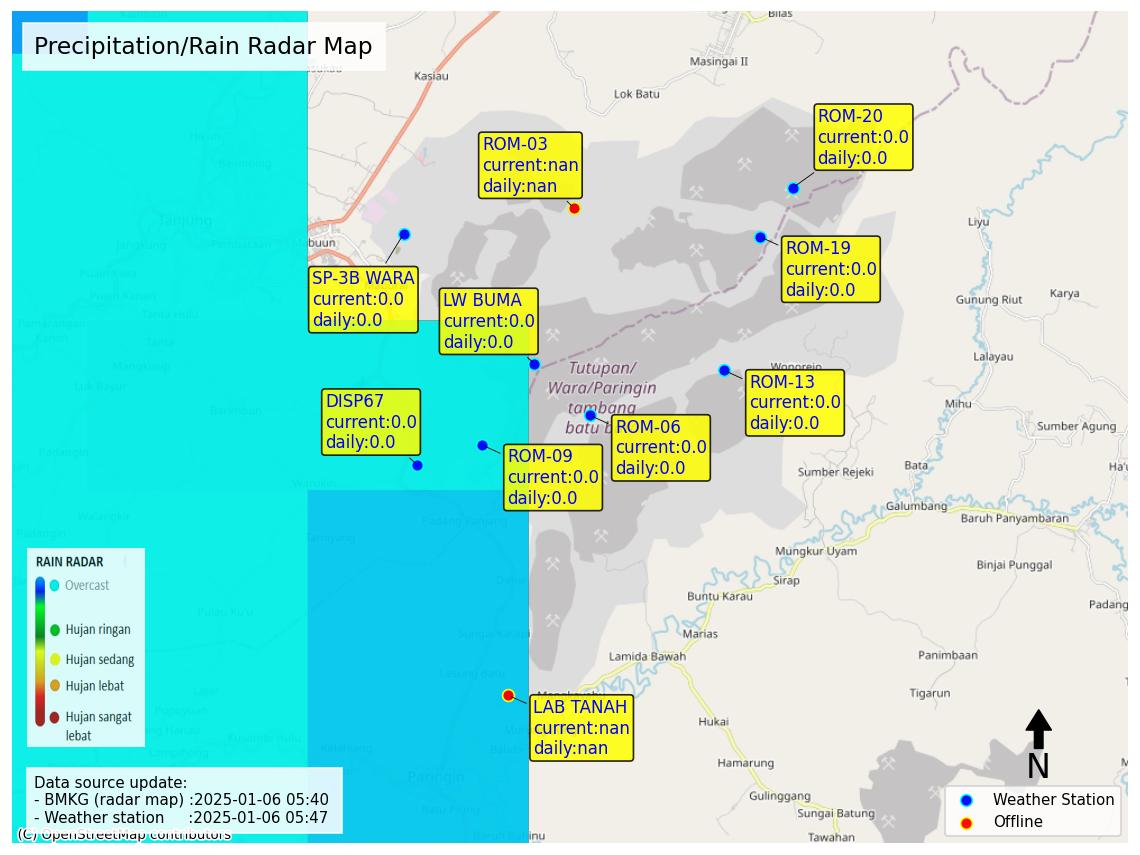 Precipitation/Rain Radar Map
Bilas
Masingai II
Kasiau
Lok Batu
ROM-20
current:0.0
daily:0.0
ROM-03
current:nan
daily:nan
Tanjung
Mabuun
Liyu
ROM-19
current:0.0
daily:0.0
SP-3B WARA
current:0.0
daily:0.0
LW BUMA
current:0.0
daily:0.0
Gunung Riut
Karya
Lalayau
Tutupan/
Wara/Paringin
tambang
batu
Wonorejo
ROM-13
current:0.0
daily:0.0
DISP67
current:0.0
daily:0.0
Mihu
ROM-06
current:0.0
daily:0.0
Sumber Agung
ROM-09
current:0.0
daily:0.0
Sumber Rejeki
Bata
Galumbang
Baruh Panyambaran
Padang Panjang
Mungkur Uyam
Binjai Punggal
Sirap
Buntu Karau
Marias
Lamida Bawah
Panimbaan
Tigarun
LAB TANAH
current:nan
daily:nan
Hukai
Hamarung
Paringin
Gulinggang
Sungai Batung
Tawahan
RAIN RADAR
Overcast
Hujan ringan
Hujan sedang
Hujan lebat
Hujan sangat
lebat
Data source update:
- BMKG (radar map) :2025-01-06 05:40
- Weather station :2025-01-06 05:47
(C) OpenStreetMap contributors
N
Weather Station
Offline